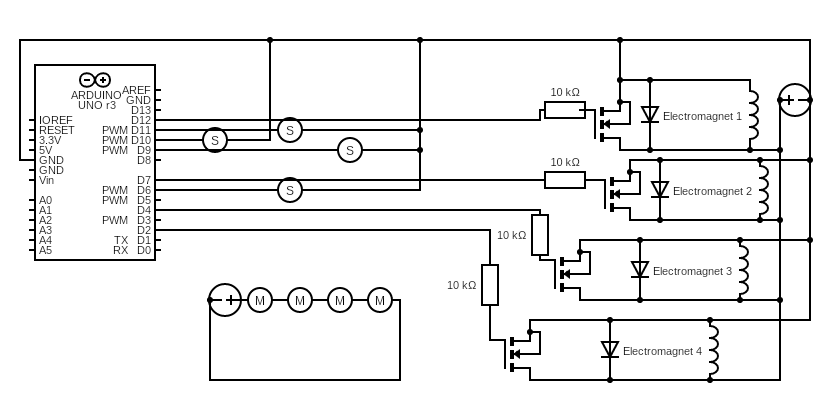 ARDUINO
UNO r3
AREF
GND
D13
IOREF D12
RESET PWM D11
3.3V PWM D10
5V PWM D9
GND D8
GND
Vin D7
PWM D6
A0 PWM D5
A1 D4
A2 PWM D3
A3 D2
A4 TX D1
A5 RX D0
S
S
S
S
10 kΩ
Electromagnet 1
10 kΩ
Electromagnet 2
10 kΩ
Electromagnet 3
10 kΩ
Electromagnet 4
M M M M